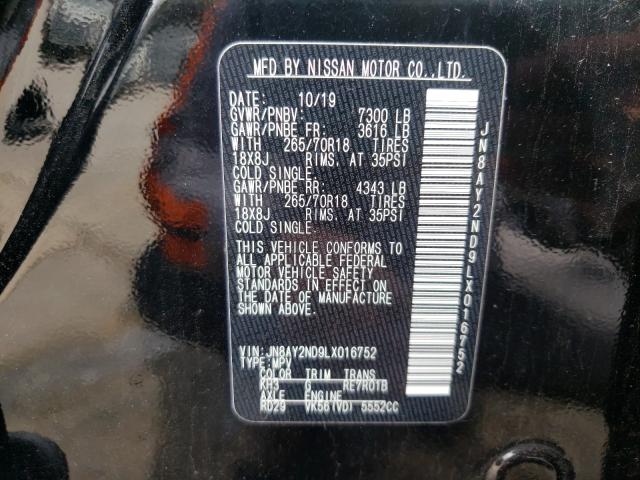 MFD BY NISSAN MOTOR CO.,LTD.
DATE: 10/19
GVWR/PNBV: 7300 LB
GAWR/PNBE FR: 3616 LB
WITH 265/70R18 TIRES
18X8J RIMS, AT 35PSI
COLD SINGLE.
GAWR/PNBE RR: 4343 LB
WITH 265/70R18 TIRES
18X8J RIMS, AT 35PSI
COLD SINGLE.
THIS VEHICLE CONFORMS TO
ALL APPLICABLE FEDERAL
MOTOR VEHICLE SAFETY
STANDARDS IN EFFECT ON
THE DATE OF MANUFACTURE
SHOWN ABOVE.
VIN:JN8AY2ND9LX016752
TYPE:MPV
COLOR TRIM TRANS
KH3 G RE7R01B
AXLE ENGINE
RD29 VK56(VD) 5552CC
JN8AY2ND9LX016752